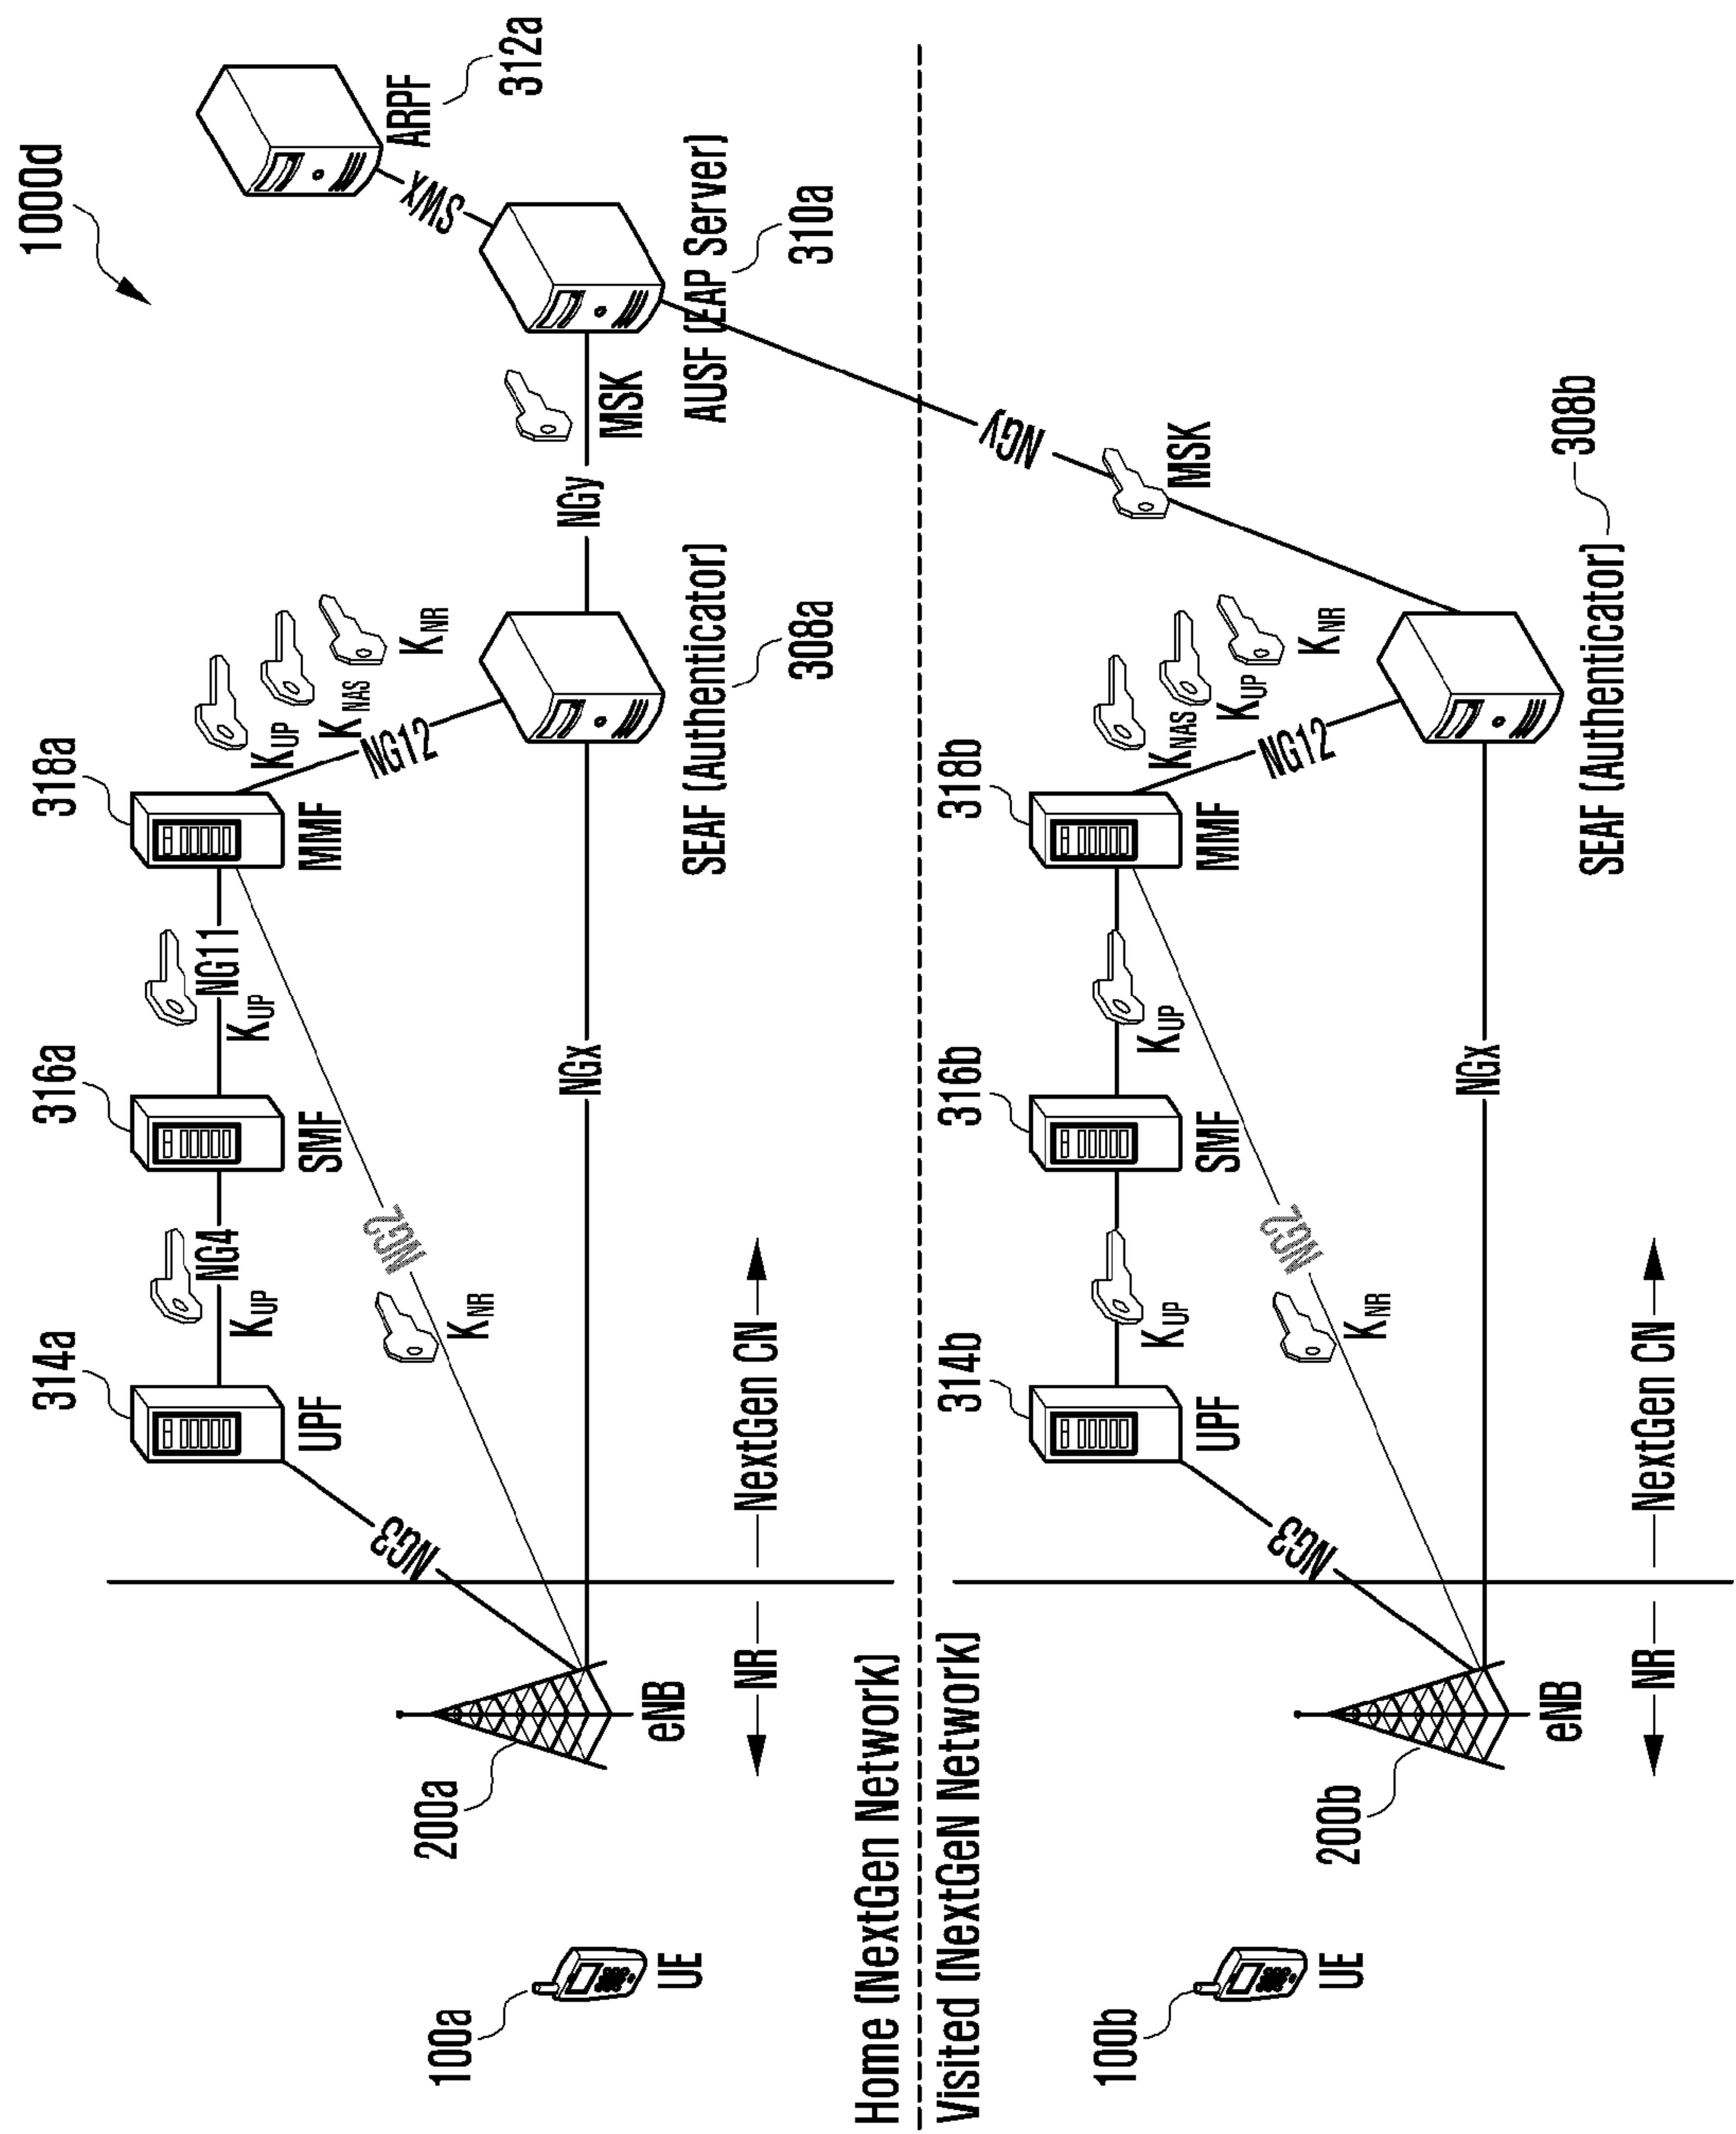 1000d
314a
316a
318a
NG4
NG11
K_UP
K_UP
K_UP
K_NAS
K_NR
UPF
SMF
MMF
NG12
SWx
ARPF
312a
NG3
NG2
K_NR
100a
200a
NGx
NGy
MSK
UE
eNB
SEAF (Authenticator)
AUSF (EAP Server)
308a
310a
NR
NextGen CN
Home (NextGen Network)
Visited (NextGeN Network)
314b
316b
318b
NGy
K_UP
K_UP
K_NAS
K_UP
K_NR
MSK
UPF
SMF
MMF
NG12
NG3
NG2
K_NR
100b
200b
NGx
UE
eNB
SEAF (Authenticator)
308b
NR
NextGen CN